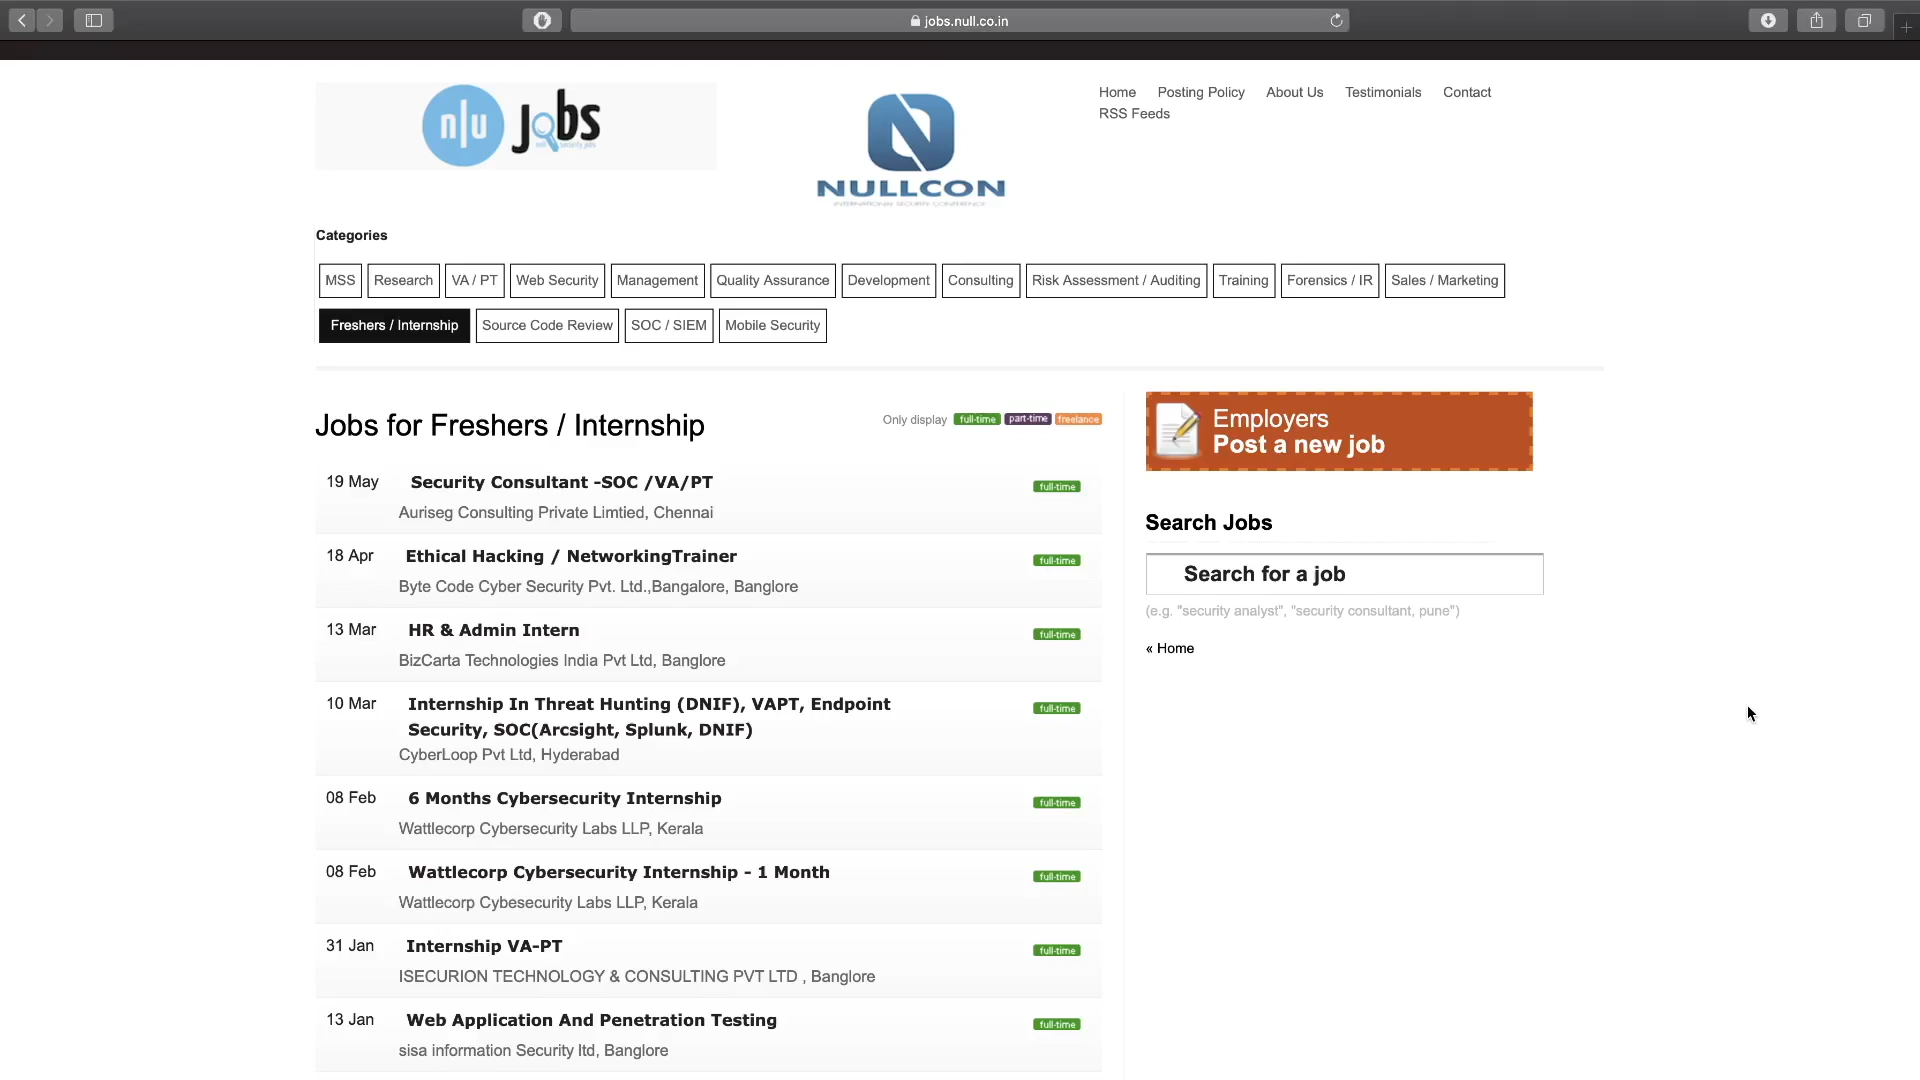 jobs.null.co.in
n|u Jobs
null security jobs
NULLCON
INTERNATIONAL SECURITY CONFERENCE
Home Posting Policy About Us Testimonials Contact
RSS Feeds
Categories
MSS Research VA / PT Web Security Management Quality Assurance Development Consulting Risk Assessment / Auditing Training Forensics / IR Sales / Marketing
Freshers / Internship Source Code Review SOC / SIEM Mobile Security
Jobs for Freshers / Internship
Only display full-time part-time freelance
19 May Security Consultant -SOC /VA/PT full-time
Auriseg Consulting Private Limtied, Chennai
18 Apr Ethical Hacking / NetworkingTrainer full-time
Byte Code Cyber Security Pvt. Ltd.,Bangalore, Banglore
13 Mar HR & Admin Intern full-time
BizCarta Technologies India Pvt Ltd, Banglore
10 Mar Internship In Threat Hunting (DNIF), VAPT, Endpoint full-time
Security, SOC(Arcsight, Splunk, DNIF)
CyberLoop Pvt Ltd, Hyderabad
08 Feb 6 Months Cybersecurity Internship full-time
Wattlecorp Cybersecurity Labs LLP, Kerala
08 Feb Wattlecorp Cybersecurity Internship - 1 Month full-time
Wattlecorp Cybesecurity Labs LLP, Kerala
31 Jan Internship VA-PT full-time
ISECURION TECHNOLOGY & CONSULTING PVT LTD , Banglore
13 Jan Web Application And Penetration Testing full-time
sisa information Security ltd, Banglore
Employers
Post a new job
Search Jobs
Search for a job
(e.g. "security analyst", "security consultant, pune")
« Home